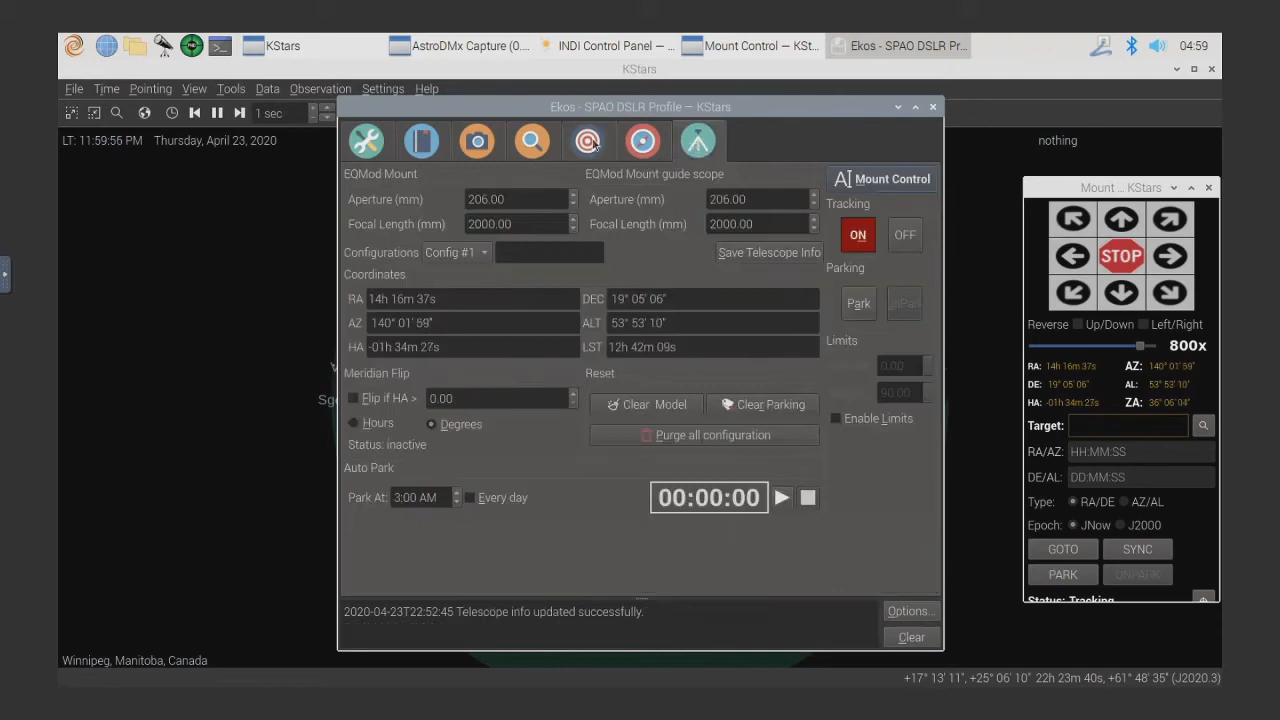 KStars AstroDMx Capture (0.... INDI Control Panel — ... Mount Control — KSt... Ekos - SPAO DSLR Pr... 04:59
KStars
File Time Pointing View Tools Data Observation Settings Help
1 sec
Ekos - SPAO DSLR Profile — KStars
LT: 11:59:56 PM Thursday, April 23, 2020
nothing
EQMod Mount EQMod Mount guide scope
Mount Control
Aperture (mm) 206.00 Aperture (mm) 206.00
Focal Length (mm) 2000.00 Focal Length (mm) 2000.00
Tracking
ON OFF
Configurations Config #1 Save Telescope Info
Parking
Coordinates
RA 14h 16m 37s DEC 19° 05' 06"
Park
AZ 140° 01' 59" ALT 53° 53' 10"
HA -01h 34m 27s LST 12h 42m 09s
Limits
0.00
90.00
Enable Limits
Meridian Flip Reset
Flip if HA > 0.00
Clear Model Clear Parking
Hours Degrees
Purge all configuration
Status: inactive
Auto Park
Park At: 3:00 AM Every day 00:00:00
2020-04-23T22:52:45 Telescope info updated successfully.
Options...
Clear
Mount ... KStars
STOP
Reverse Up/Down Left/Right
800x
RA: 14h 16m 37s AZ: 140° 01' 59"
DE: 19° 05' 06" AL: 53° 53' 10"
HA: -01h 34m 27s ZA: 36° 06' 04"
Target:
RA/AZ: HH:MM:SS
DE/AL: DD:MM:SS
Type: RA/DE AZ/AL
Epoch: JNow J2000
GOTO SYNC
PARK UNPARK
Status: Tracking
Winnipeg, Manitoba, Canada
+17° 13' 11", +25° 06' 10" 22h 23m 40s, +61° 48' 35" (J2020.3)